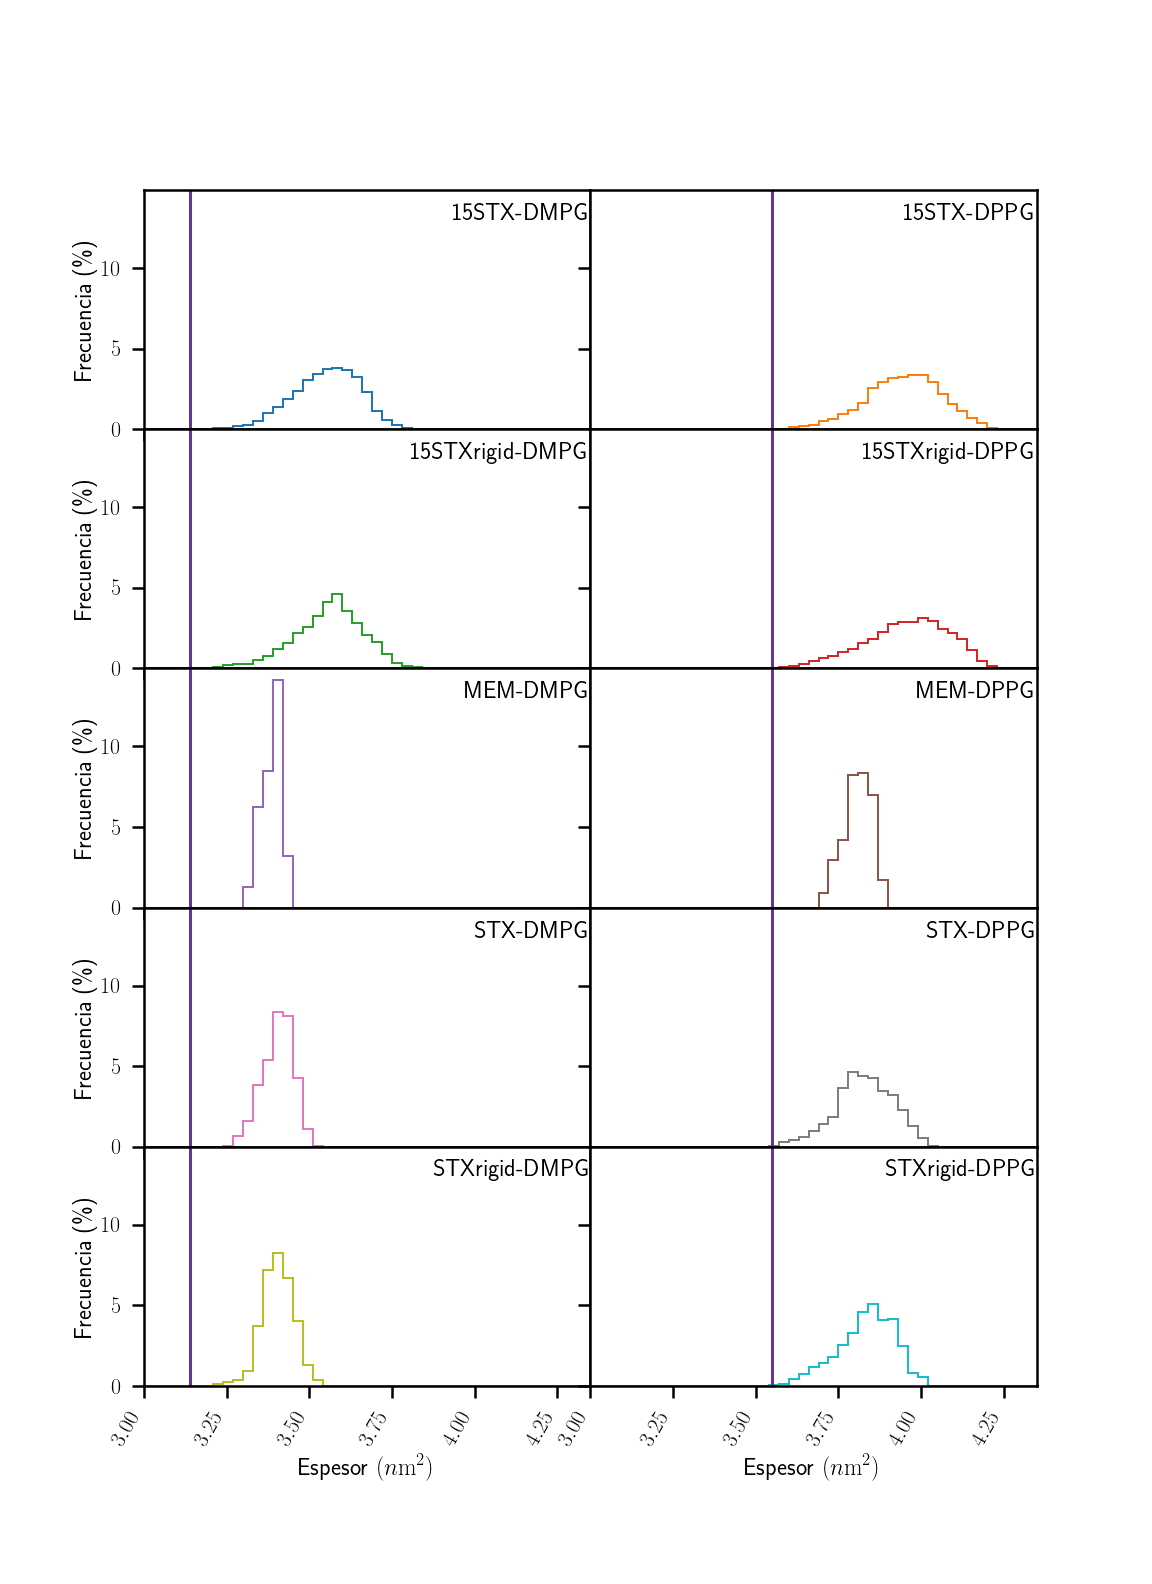 15STX-DMPG 15STX-DPPG
Frecuencia (%)
10
5
0
15STXrigid-DMPG 15STXrigid-DPPG
Frecuencia (%)
10
5
0
MEM-DMPG MEM-DPPG
Frecuencia (%)
10
5
0
STX-DMPG STX-DPPG
Frecuencia (%)
10
5
0
STXrigid-DMPG STXrigid-DPPG
Frecuencia (%)
10
5
0
3.00 3.25 3.50 3.75 4.00 4.25 3.00 3.25 3.50 3.75 4.00 4.25
Espesor (nm²) Espesor (nm²)